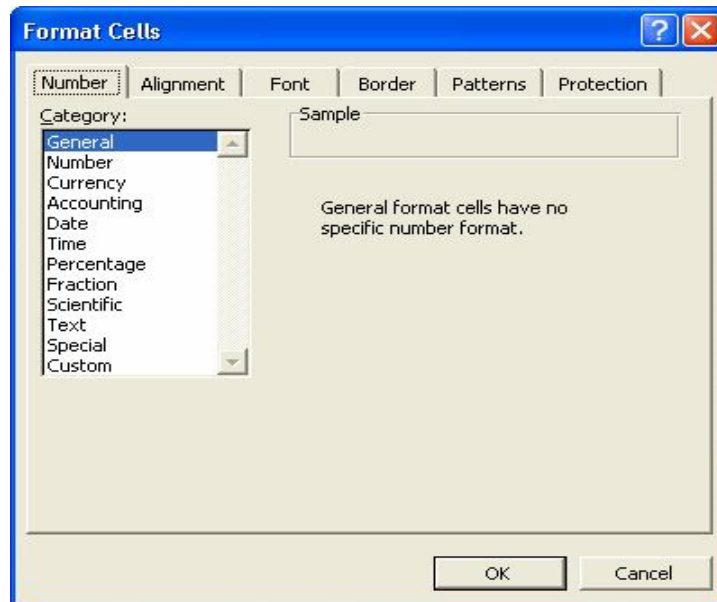 Format Cells
Number Alignment Font Border Patterns Protection
Category:
General
Number
Currency
Accounting
Date
Time
Percentage
Fraction
Scientific
Text
Special
Custom
Sample
General format cells have no
specific number format.
OK Cancel